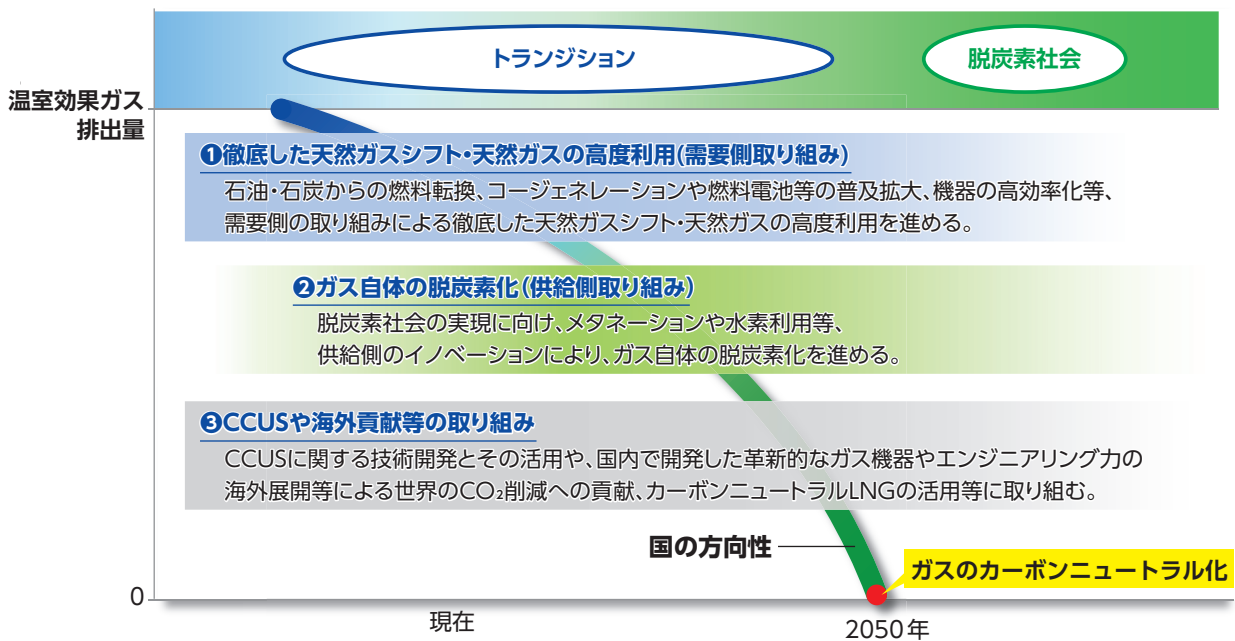 トランジション
脱炭素社会
温室効果ガス
排出量
❶徹底した天然ガスシフト・天然ガスの高度利用(需要側取り組み)
石油・石炭からの燃料転換、コージェネレーションや燃料電池等の普及拡大、機器の高効率化等、
需要側の取り組みによる徹底した天然ガスシフト・天然ガスの高度利用を進める。
❷ガス自体の脱炭素化(供給側取り組み)
脱炭素社会の実現に向け、メタネーションや水素利用等、
供給側のイノベーションにより、ガス自体の脱炭素化を進める。
❸CCUSや海外貢献等の取り組み
CCUSに関する技術開発とその活用や、国内で開発した革新的なガス機器やエンジニアリング力の
海外展開等による世界のCO₂削減への貢献、カーボンニュートラルLNGの活用等に取り組む。
国の方向性
ガスのカーボンニュートラル化
0
現在
2050年